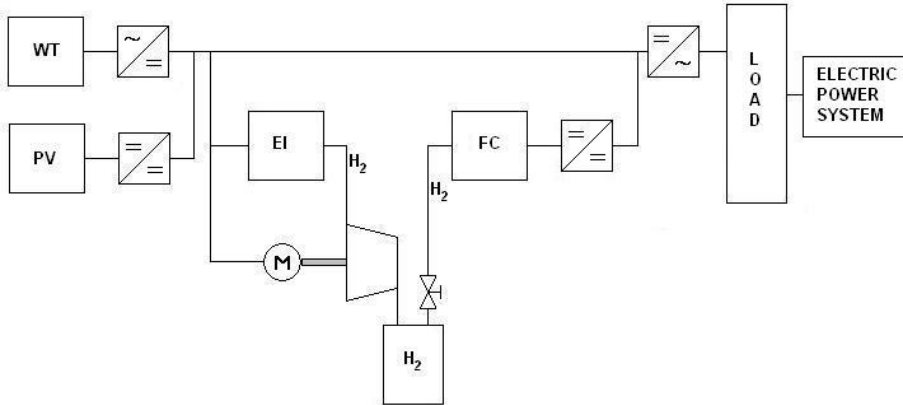 WT
~
=
=
~
L
O
A
D
ELECTRIC
POWER
SYSTEM
PV
=
=
EI
H₂
H₂
FC
=
=
M
H₂